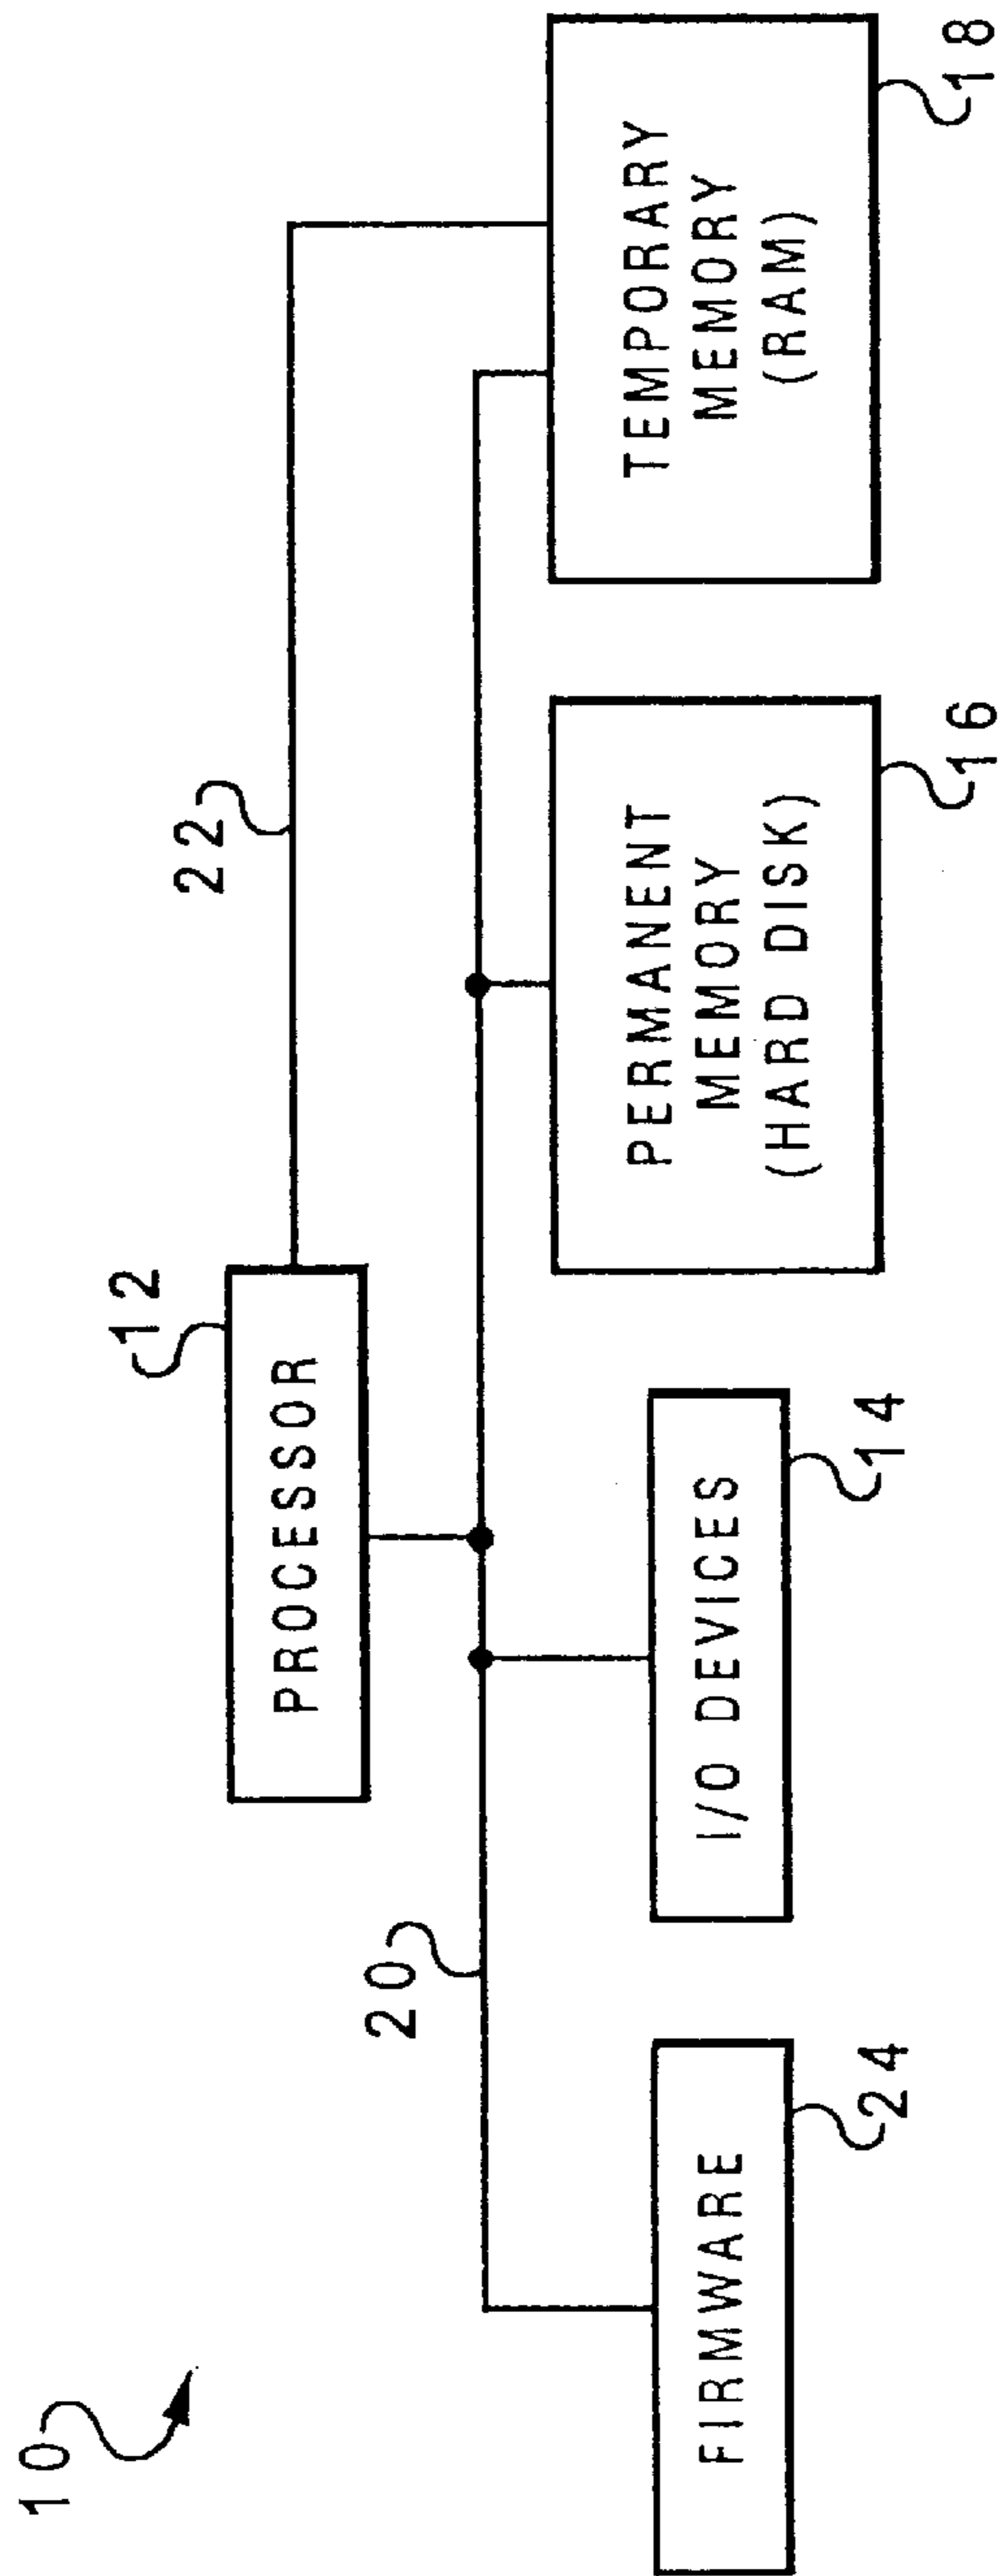 10
12
PROCESSOR
22
20
FIRMWARE
24
I/O DEVICES
14
PERMANENT
MEMORY
(HARD DISK)
16
TEMPORARY
MEMORY
(RAM)
18